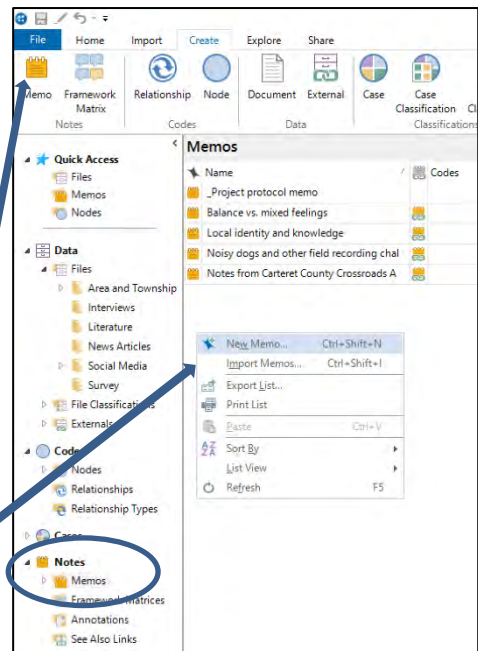 File Home Import Create Explore Share
Memo Framework Matrix Relationship Node Document External Case Case Classification
Notes Codes Data Classifications
Quick Access
Files
Memos
Nodes
Data
Files
Area and Township
Interviews
Literature
News Articles
Social Media
Survey
File Classifications
Externals
Codes
Nodes
Relationships
Relationship Types
Cases
Notes
Memos
Framework Matrices
Annotations
See Also Links
Memos
Name Codes
_Project protocol memo
Balance vs. mixed feelings
Local identity and knowledge
Noisy dogs and other field recording chal
Notes from Carteret County Crossroads A
New Memo... Ctrl+Shift+N
Import Memos... Ctrl+Shift+I
Export List...
Print List
Paste Ctrl+V
Sort By
List View
Refresh F5